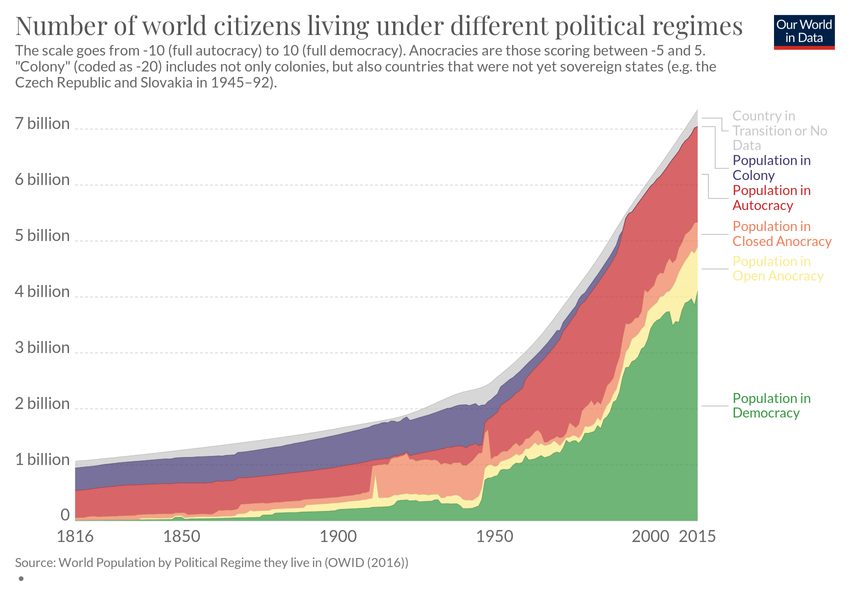 Number of world citizens living under different political regimes
Our World
in Data
The scale goes from -10 (full autocracy) to 10 (full democracy). Anocracies are those scoring between -5 and 5.
"Colony" (coded as -20) includes not only colonies, but also countries that were not yet sovereign states (e.g. the
Czech Republic and Slovakia in 1945–92).
7 billion
6 billion
5 billion
4 billion
3 billion
2 billion
1 billion
0
Country in
Transition or No
Data
Population in
Colony
Population in
Autocracy
Population in
Closed Anocracy
Population in
Open Anocracy
Population in
Democracy
1816
1850
1900
1950
2000
2015
Source: World Population by Political Regime they live in (OWID (2016))